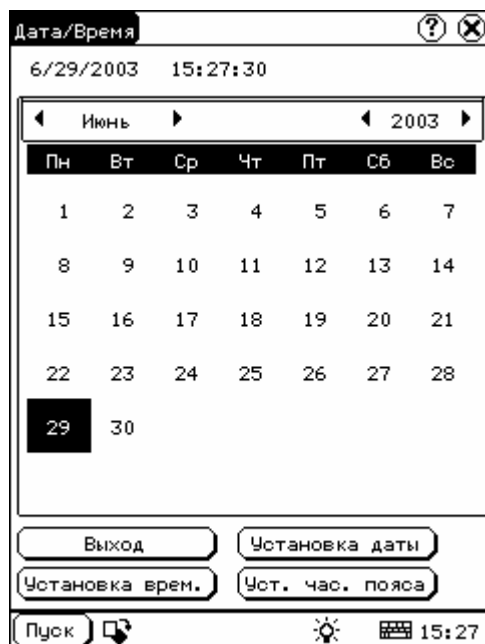 Дата/Время
6/29/2003 15:27:30
Июнь 2003
Пн Вт Ср Чт Пт Сб Вс
1 2 3 4 5 6 7
8 9 10 11 12 13 14
15 16 17 18 19 20 21
22 23 24 25 26 27 28
29 30
Выход Установка даты
Установка врем. Уст. час. пояса
Пуск 15:27